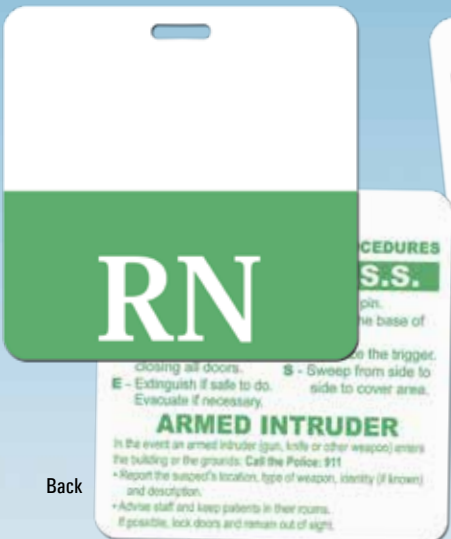 RN
CEDURES
S.S.
pin.
he base of
e the trigger.
closing all doors.
S - Sweep from side to
side to cover area.
E - Extinguish if safe to do.
Evacuate if necessary.
ARMED INTRUDER
In the event an armed intruder (gun, knife or other weapon) enters
the building or the grounds: Call the Police: 911
• Report the suspect's location, type of weapon, identity (if known)
and description.
• Advise staff and keep patients in their rooms.
If possible, lock doors and remain out of sight.
Back